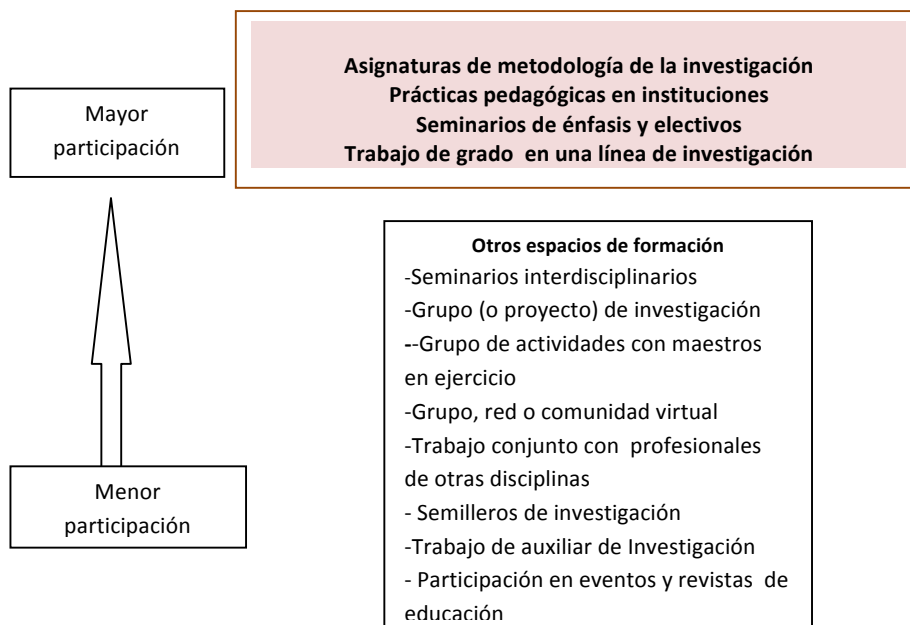 Asignaturas de metodología de la investigación
Prácticas pedagógicas en instituciones
Seminarios de énfasis y electivos
Trabajo de grado en una línea de investigación
Mayor
participación
Otros espacios de formación
-Seminarios interdisciplinarios
-Grupo (o proyecto) de investigación
--Grupo de actividades con maestros
en ejercicio
-Grupo, red o comunidad virtual
-Trabajo conjunto con profesionales
de otras disciplinas
- Semilleros de investigación
-Trabajo de auxiliar de Investigación
- Participación en eventos y revistas de
educación
Menor
participación